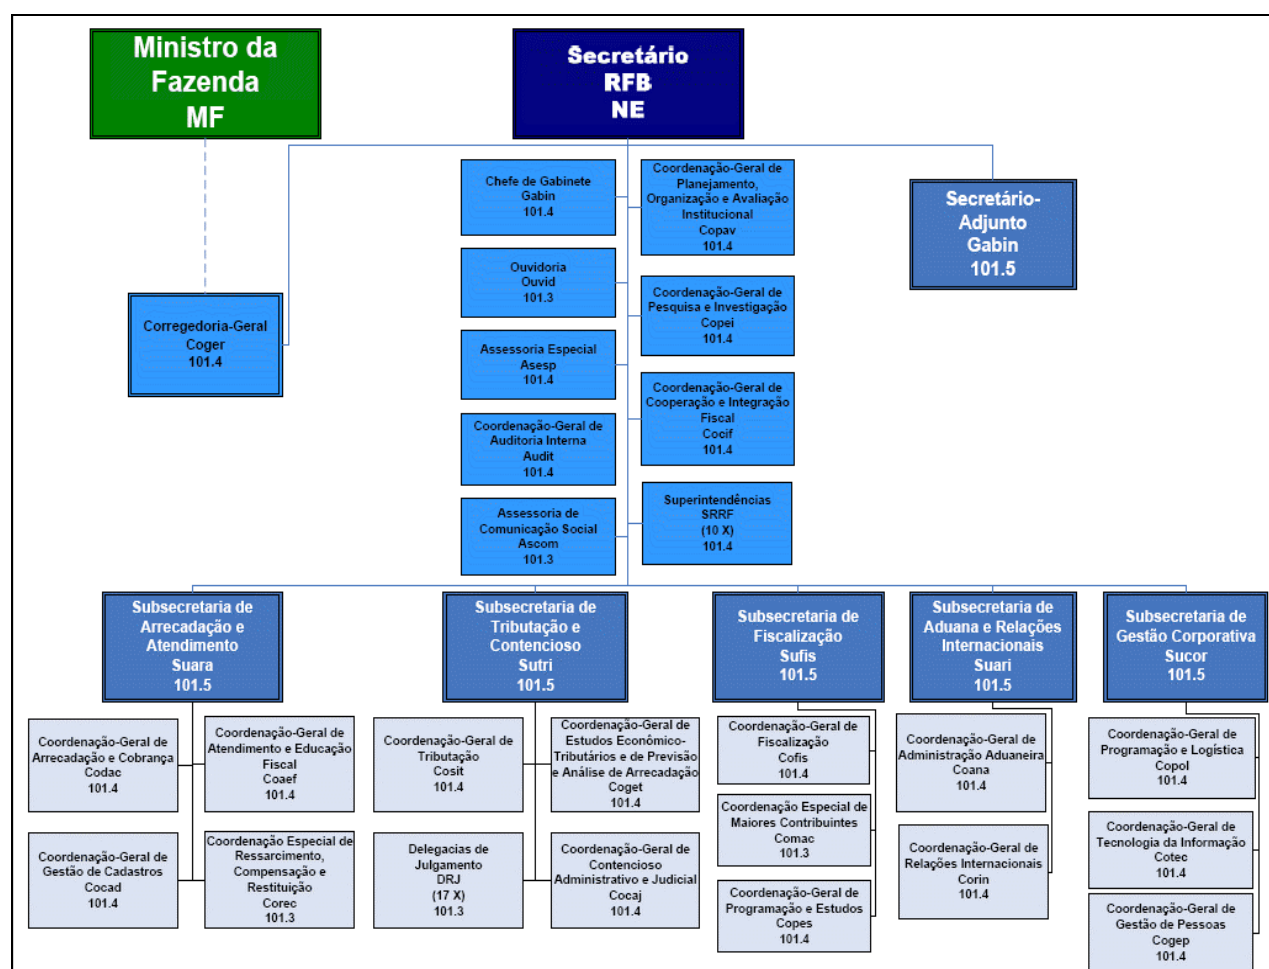 Ministro da
Fazenda
MF
Secretário
RFB
NE
Chefe de Gabinete
Gabin
101.4
Coordenação-Geral de
Planejamento,
Organização e Avaliação
Institucional
Copav
101.4
Secretário-
Adjunto
Gabin
101.5
Ouvidoria
Ouvid
101.3
Coordenação-Geral de
Pesquisa e Investigação
Copei
101.4
Corregedoria-Geral
Coger
101.4
Assessoria Especial
Asesp
101.4
Coordenação-Geral de
Cooperação e Integração
Fiscal
Cocif
101.4
Coordenação-Geral de
Auditoria Interna
Audit
101.4
Superintendências
SRRF
(10 X)
101.4
Assessoria de
Comunicação Social
Ascom
101.3
Subsecretaria de
Arrecadação e
Atendimento
Suara
101.5
Subsecretaria de
Tributação e
Contencioso
Sutri
101.5
Subsecretaria de
Fiscalização
Sufis
101.5
Subsecretaria de
Aduana e Relações
Internacionais
Suari
101.5
Subsecretaria de
Gestão Corporativa
Sucor
101.5
Coordenação-Geral de
Arrecadação e Cobrança
Codac
101.4
Coordenação-Geral de
Atendimento e Educação
Fiscal
Coaef
101.4
Coordenação-Geral de
Tributação
Cosit
101.4
Coordenação-Geral de
Estudos Econômico-
Tributários e de Previsão
e Análise de Arrecadação
Coget
101.4
Coordenação-Geral de
Fiscalização
Cofis
101.4
Coordenação-Geral de
Administração Aduaneira
Coana
101.4
Coordenação-Geral de
Programação e Logística
Copol
101.4
Coordenação-Geral de
Gestão de Cadastros
Cocad
101.4
Coordenação Especial de
Ressarcimento,
Compensação e
Restituição
Corec
101.3
Delegacias de
Julgamento
DRJ
(17 X)
101.3
Coordenação-Geral de
Contencioso
Administrativo e Judicial
Cocaj
101.4
Coordenação Especial de
Maiores Contribuintes
Comac
101.3
Coordenação-Geral de
Relações Internacionais
Corin
101.4
Coordenação-Geral de
Tecnologia da Informação
Cotec
101.4
Coordenação-Geral de
Programação e Estudos
Copes
101.4
Coordenação-Geral de
Gestão de Pessoas
Cogep
101.4